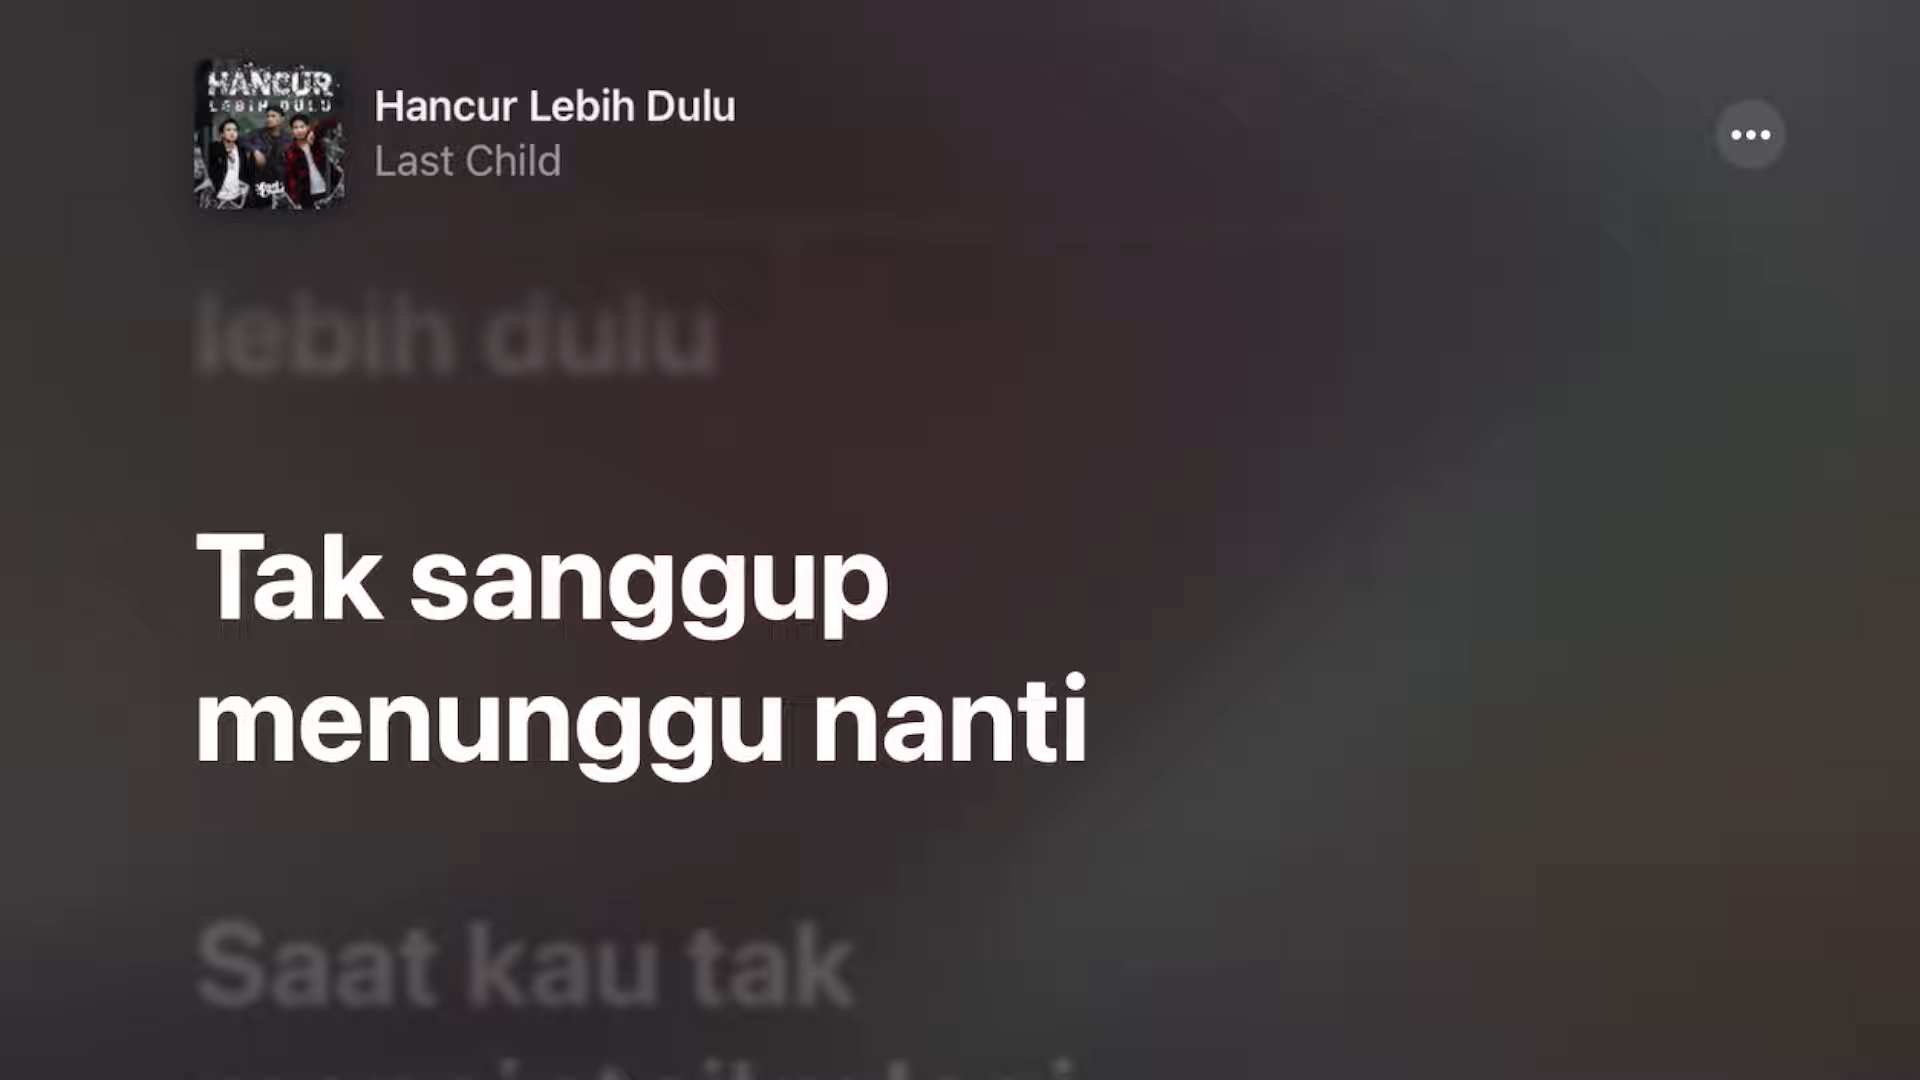 HANCUR
LEBIH DULU
Hancur Lebih Dulu
Last Child
lebih dulu
Tak sanggup
menunggu nanti
Saat kau tak